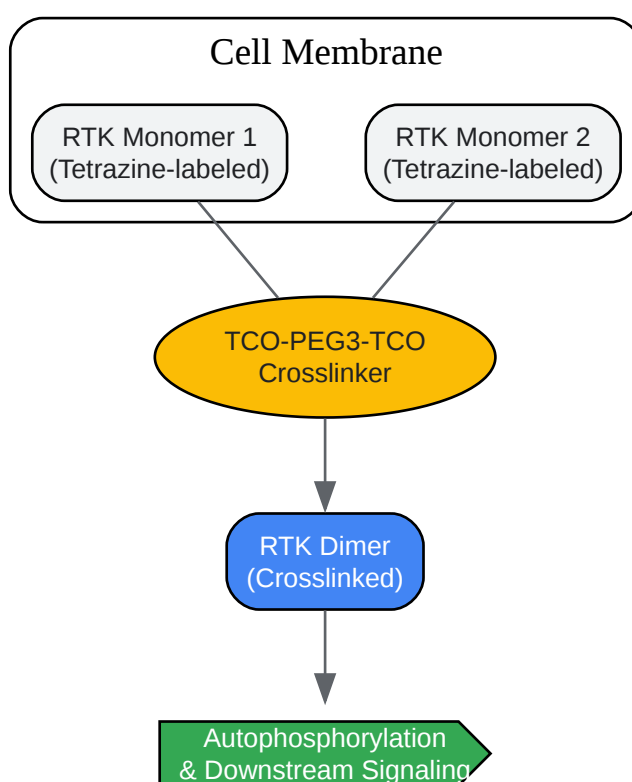 Cell Membrane
RTK Monomer 1
(Tetrazine-labeled)
RTK Monomer 2
(Tetrazine-labeled)
TCO-PEG3-TCO
Crosslinker
RTK Dimer
(Crosslinked)
Autophosphorylation
& Downstream Signaling